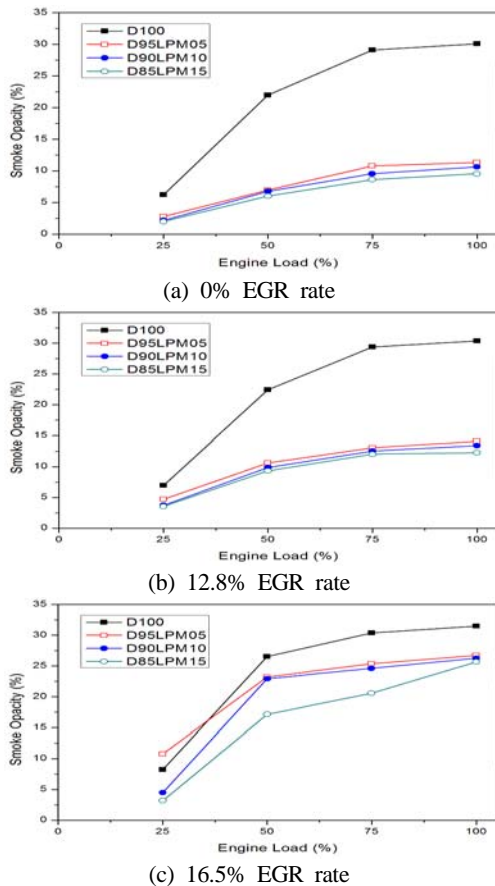 35
30
25
20
15
10
5
0
Smoke Opacity (%)
D100
D95LPM05
D90LPM10
D85LPM15
0 25 50 75 100
Engine Load (%)
(a) 0% EGR rate
35
30
25
20
15
10
5
0
Smoke Opacity (%)
D100
D95LPM05
D90LPM10
D85LPM15
0 25 50 75 100
Engine Load (%)
(b) 12.8% EGR rate
35
30
25
20
15
10
5
0
Smoke Opacity (%)
D100
D95LPM05
D90LPM10
D85LPM15
0 25 50 75 100
Engine Load (%)
(c) 16.5% EGR rate